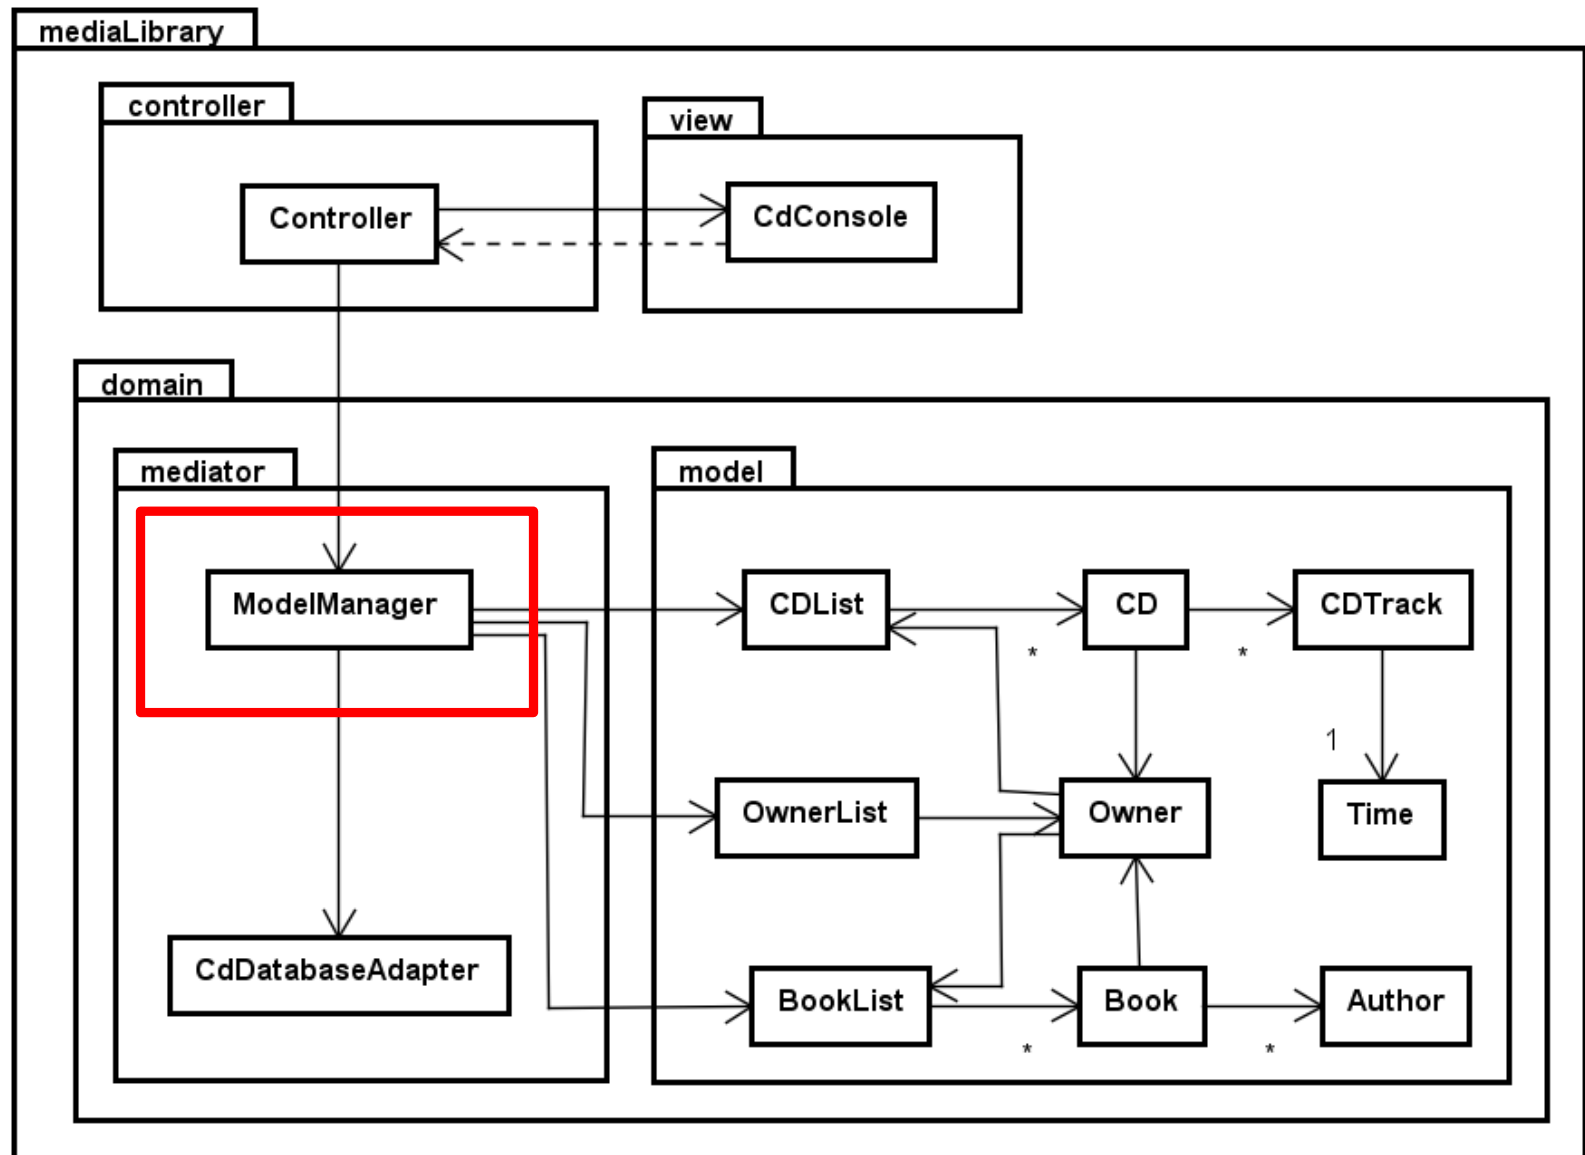 mediaLibrary
controller
view
Controller
CdConsole
domain
mediator
model
ModelManager
CDList
CD
CDTrack
*
*
1
OwnerList
Owner
Time
CdDatabaseAdapter
BookList
Book
Author
*
*